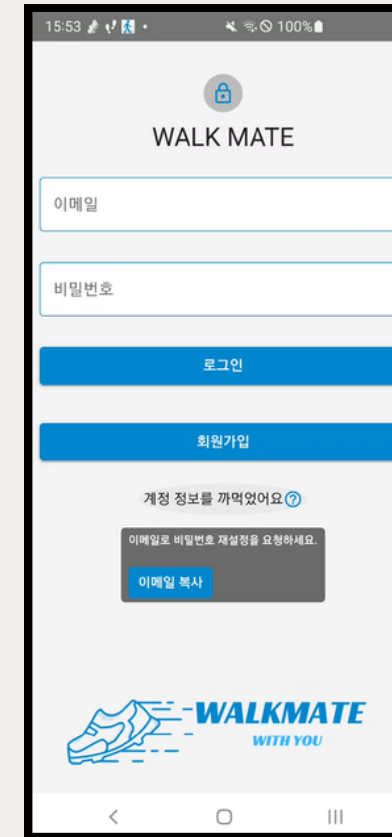 15:53
100%
WALK MATE
이메일
비밀번호
로그인
회원가입
계정 정보를 까먹었어요?
이메일로 비밀번호 재설정을 요청하세요.
이메일 복사
WALKMATE
WITH YOU